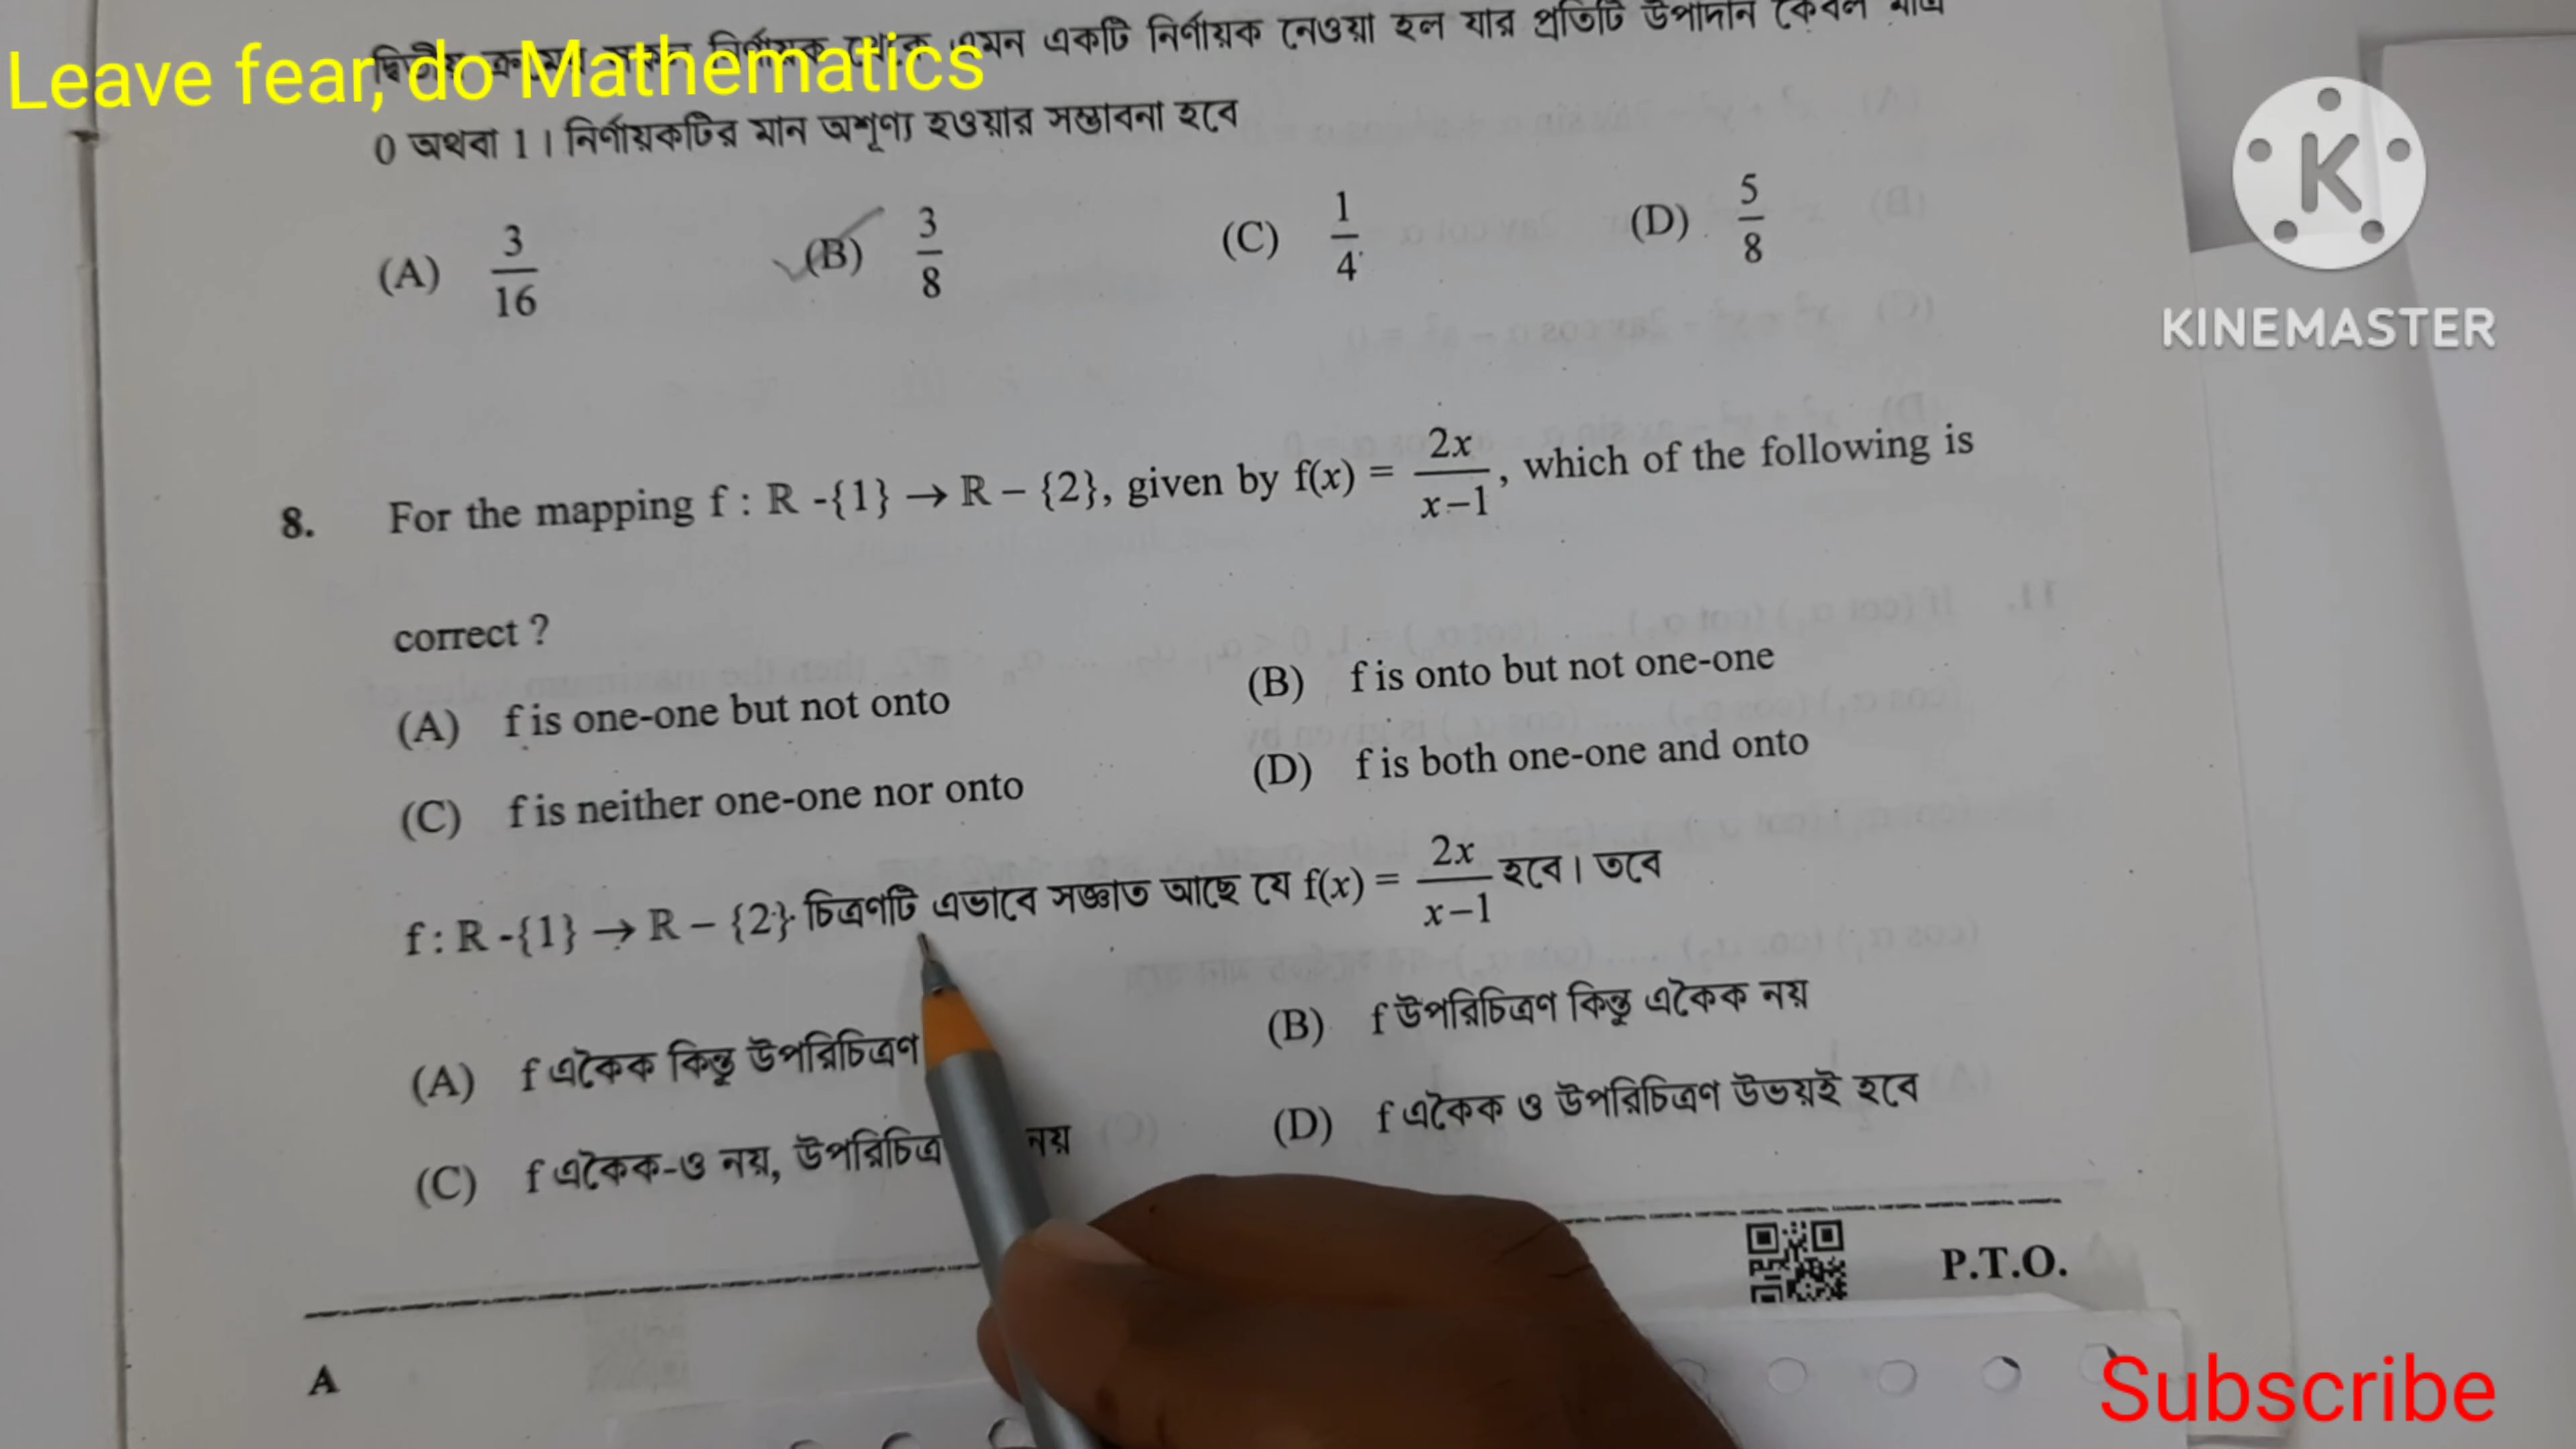 Leave fear, do Mathematics
দ্বিতীয় ক্রমের সকল নির্ণায়ক থেকে এমন একটি নির্ণায়ক নেওয়া হল যার প্রতিটি উপাদান কেবল মাত্র
0 অথবা 1। নির্ণায়কটির মান অশূণ্য হওয়ার সম্ভাবনা হবে
(A) 3/16 (B) 3/8 (C) 1/4 (D) 5/8
KINEMASTER
8. For the mapping f : ℝ -{1} → ℝ – {2}, given by f(x) = 2x/(x–1), which of the following is
correct ?
(A) f is one-one but not onto (B) f is onto but not one-one
(C) f is neither one-one nor onto (D) f is both one-one and onto
f : ℝ -{1} → ℝ – {2} চিত্রণটি এভাবে সজ্ঞাত আছে যে f(x) = 2x/(x–1) হবে। তবে
(A) f একৈক কিন্তু উপরিচিত্রণ (B) f উপরিচিত্রণ কিন্তু একৈক নয়
(C) f একৈক-ও নয়, উপরিচিত্র নয় (D) f একৈক ও উপরিচিত্রণ উভয়ই হবে
P.T.O.
A
Subscribe